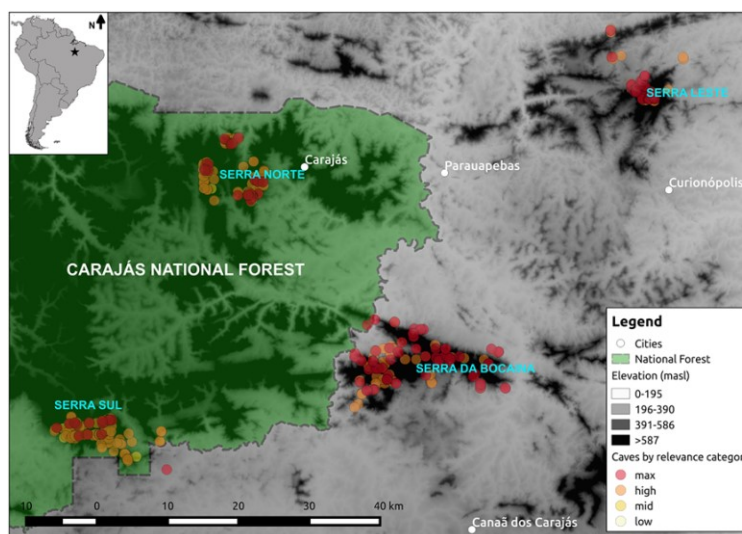 N
SERRA LESTE
Carajás
SERRA NORTE
Parauapebas
Curionópolis
CARAJÁS NATIONAL FOREST
SERRA DA BOCAINA
SERRA SUL
Legend
Cities
National Forest
Elevation (masl)
0-195
196-390
391-586
>587
Caves by relevance category
max
high
mid
low
10 0 10 20 30 40 km
Canaã dos Carajás